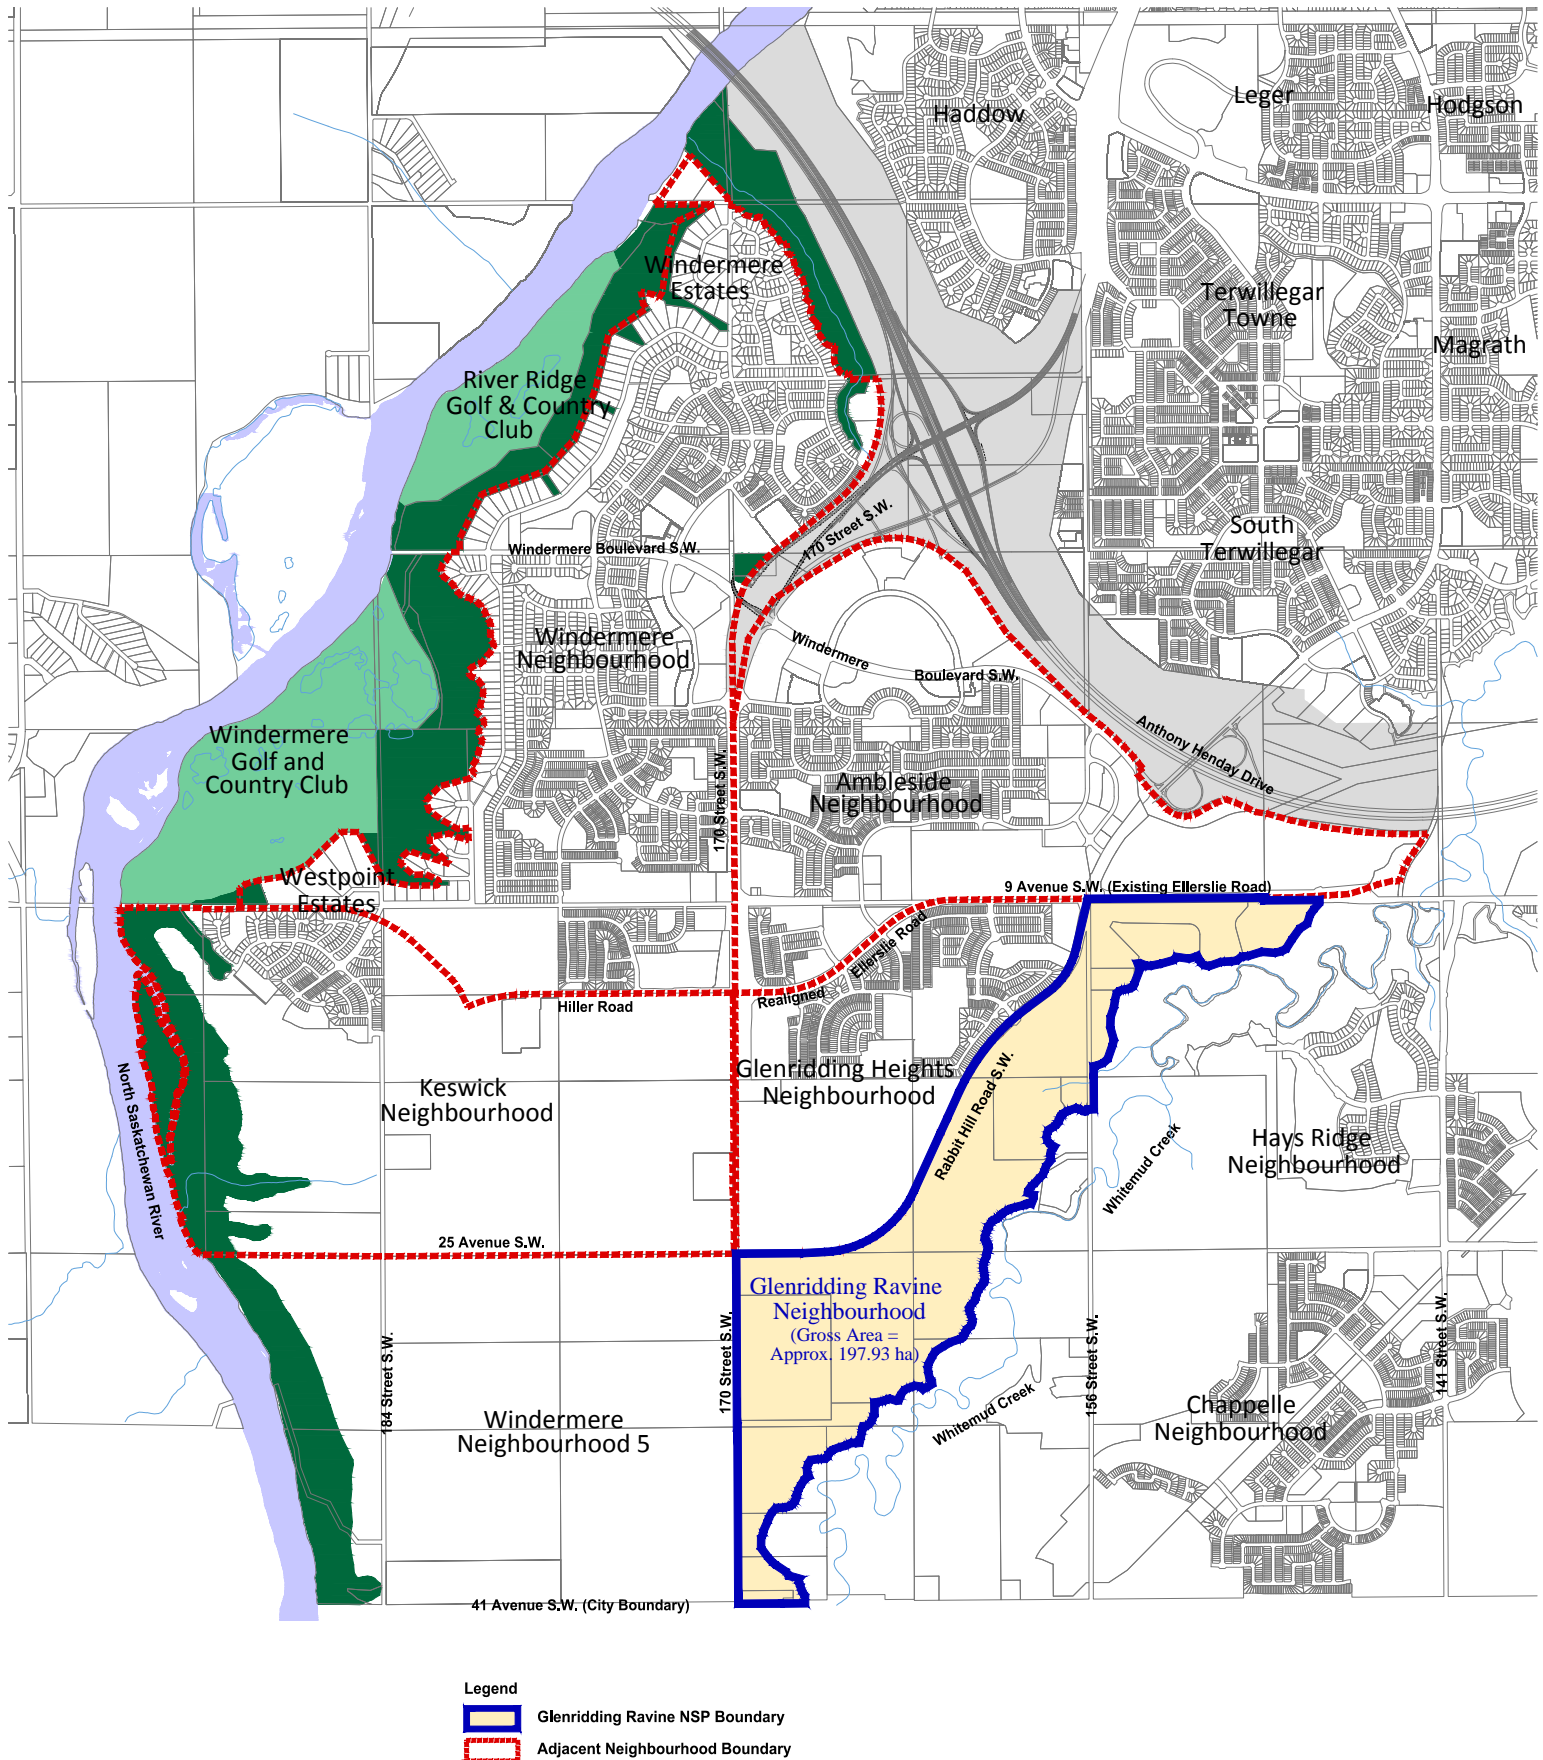 Leger
Hodgson
Haddow
Windermere
Estates
Terwillegar
Towne
Magrath
River Ridge
Golf & Country
Club
170 Street S.W.
South
Terwillegar
Windermere Boulevard S.W.
Windermere
Neighbourhood
Windermere
Boulevard S.W.
Windermere
Golf and
Country Club
170 Street S.W.
Ambleside
Neighbourhood
Anthony Henday Drive
Westpoint
Estates
9 Avenue S.W. (Existing Ellerslie Road)
Ellerslie Road
Realigned
Hiller Road
North Saskatchewan River
Keswick
Neighbourhood
Glenridding Heights
Neighbourhood
Rabbit Hill Road S.W.
Whitemud Creek
Hays Ridge
Neighbourhood
25 Avenue S.W.
Glenridding Ravine
Neighbourhood
(Gross Area =
Approx. 197.93 ha)
184 Street S.W.
170 Street S.W.
156 Street S.W.
141 Street S.W.
Windermere
Neighbourhood 5
Whitemud Creek
Chappelle
Neighbourhood
41 Avenue S.W. (City Boundary)
Legend
Glenridding Ravine NSP Boundary
Adjacent Neighbourhood Boundary